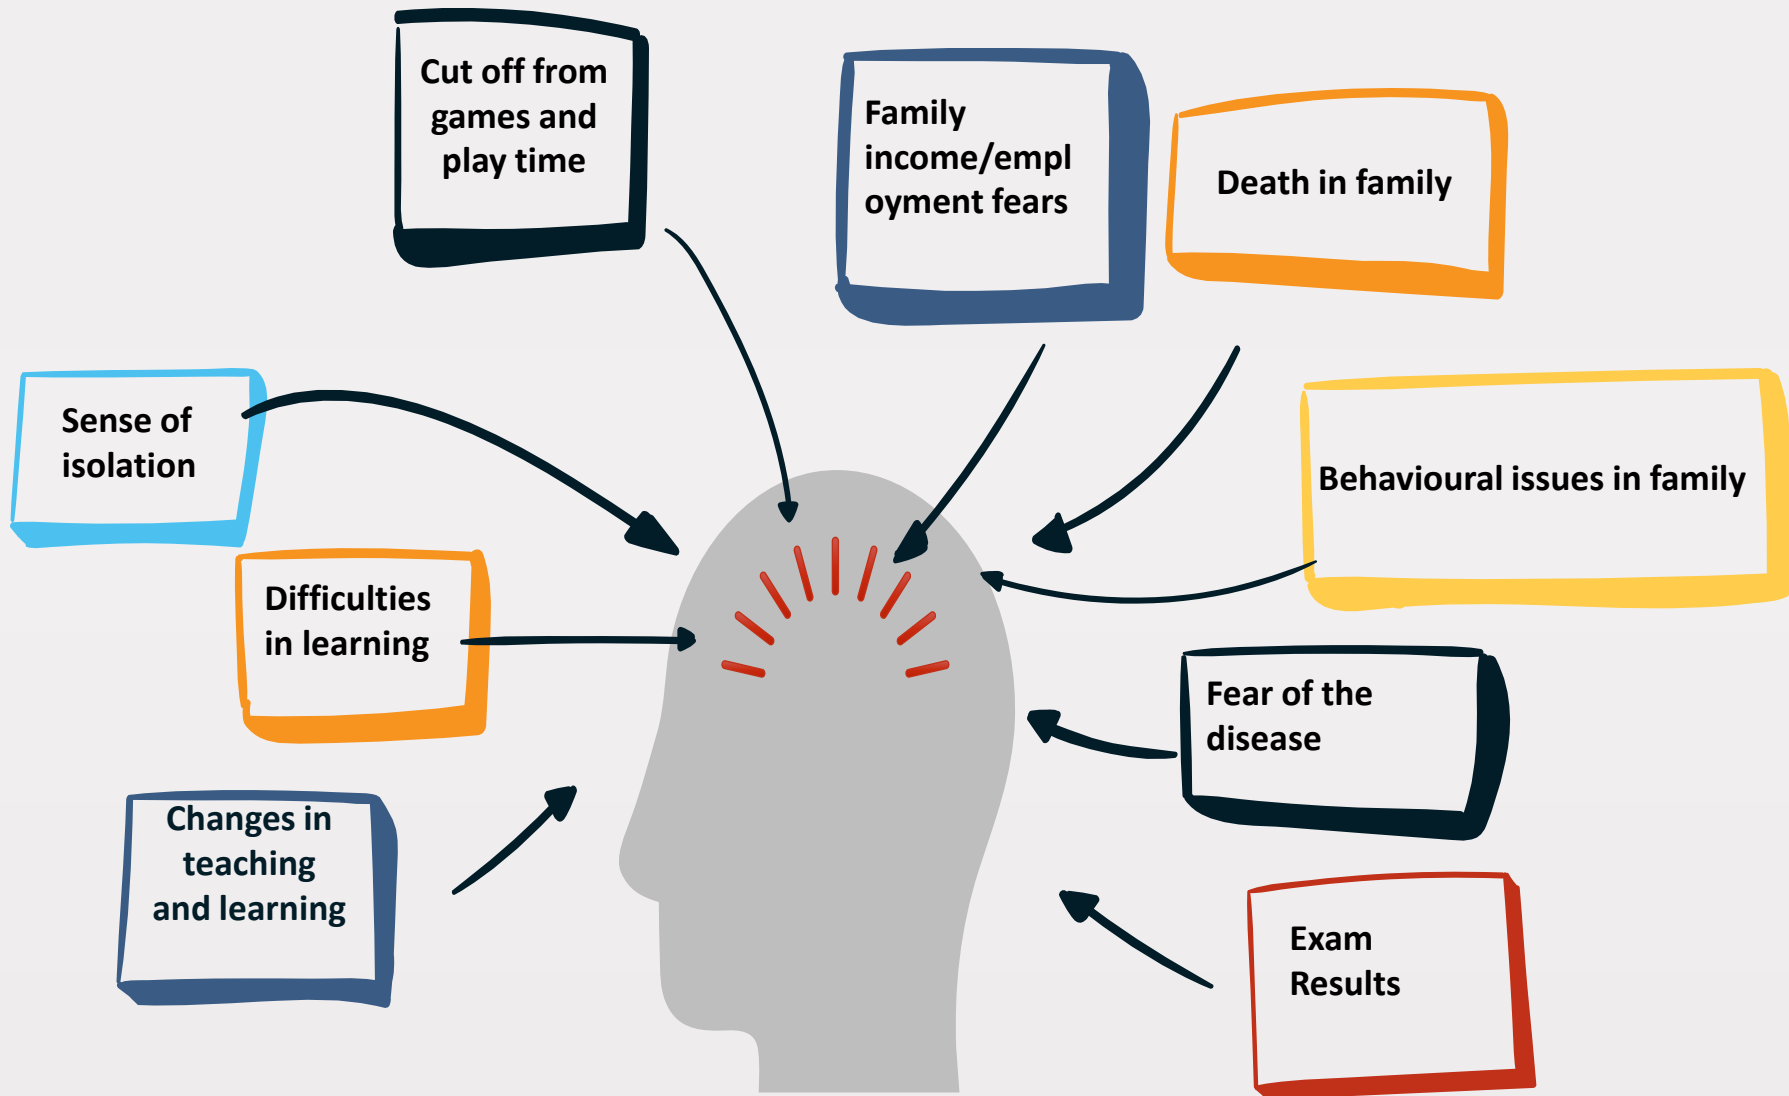 Cut off from
games and
play time
Family
income/empl
oyment fears
Death in family
Sense of
isolation
Behavioural issues in family
Difficulties
in learning
Fear of the
disease
Changes in
teaching
and learning
Exam
Results